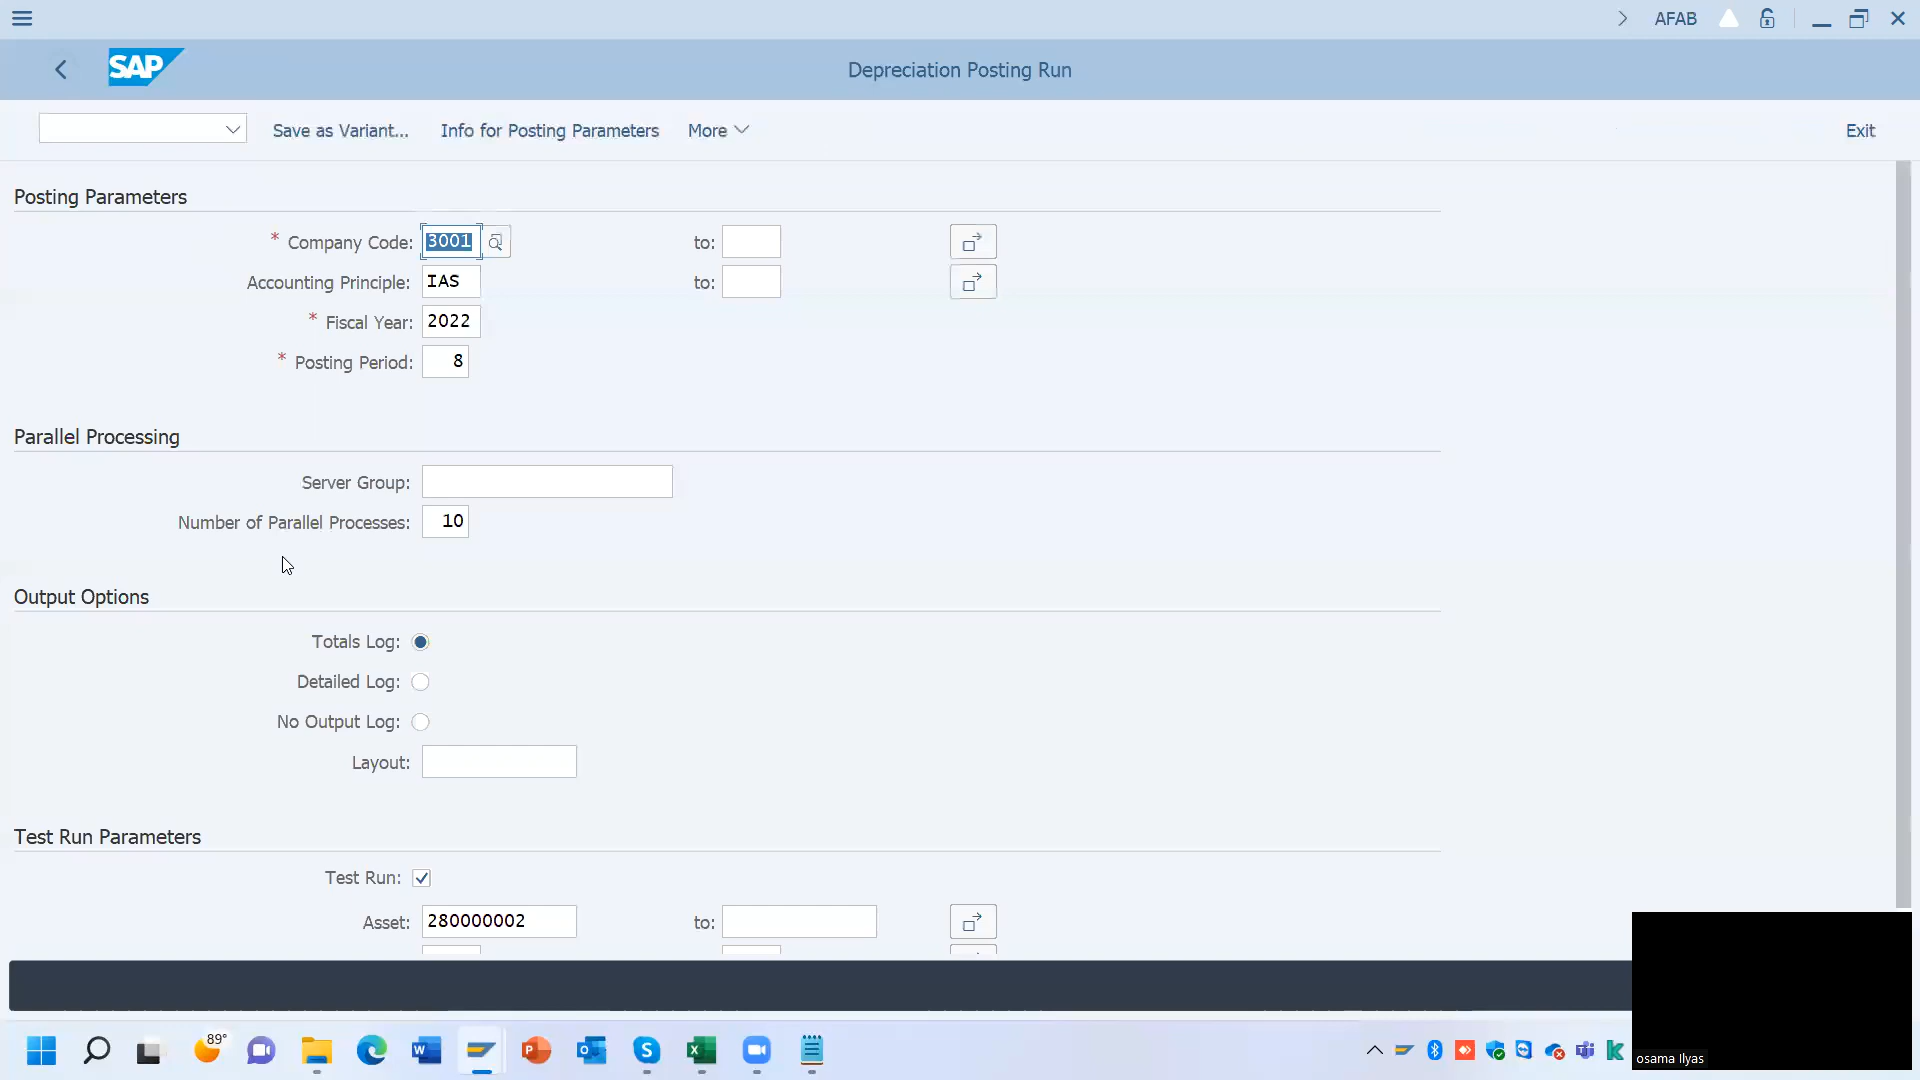 AFAB
SAP
Depreciation Posting Run
Save as Variant...
Info for Posting Parameters
More
Exit
Posting Parameters
* Company Code: 3001 to:
Accounting Principle: IAS to:
* Fiscal Year: 2022
* Posting Period: 8
Parallel Processing
Server Group:
Number of Parallel Processes: 10
Output Options
Totals Log:
Detailed Log:
No Output Log:
Layout:
Test Run Parameters
Test Run:
Asset: 280000002 to:
89°
osama Ilyas